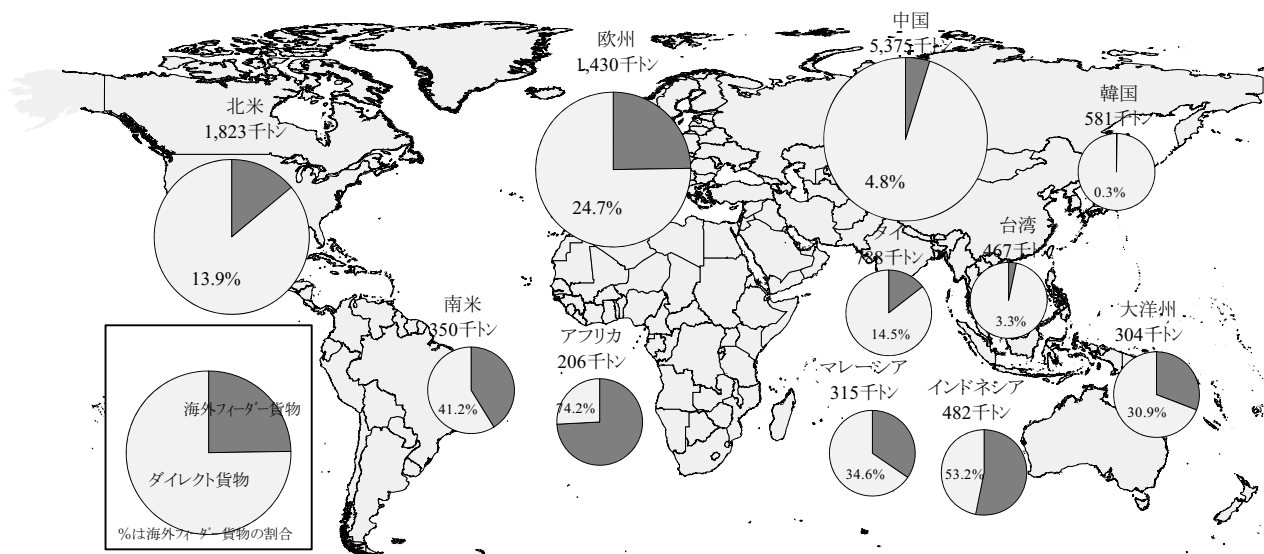 中国
5,375千トン
4.8%
欧州
1,430千トン
24.7%
韓国
581千トン
0.3%
北米
1,823千トン
13.9%
タイ
14.5%
台湾
467千トン
3.3%
南米
350千トン
41.2%
アフリカ
206千トン
74.2%
マレーシア
315千トン
34.6%
インドネシア
482千トン
53.2%
大洋州
304千トン
30.9%
海外フィーダー貨物
ダイレクト貨物
%は海外フィーダー貨物の割合